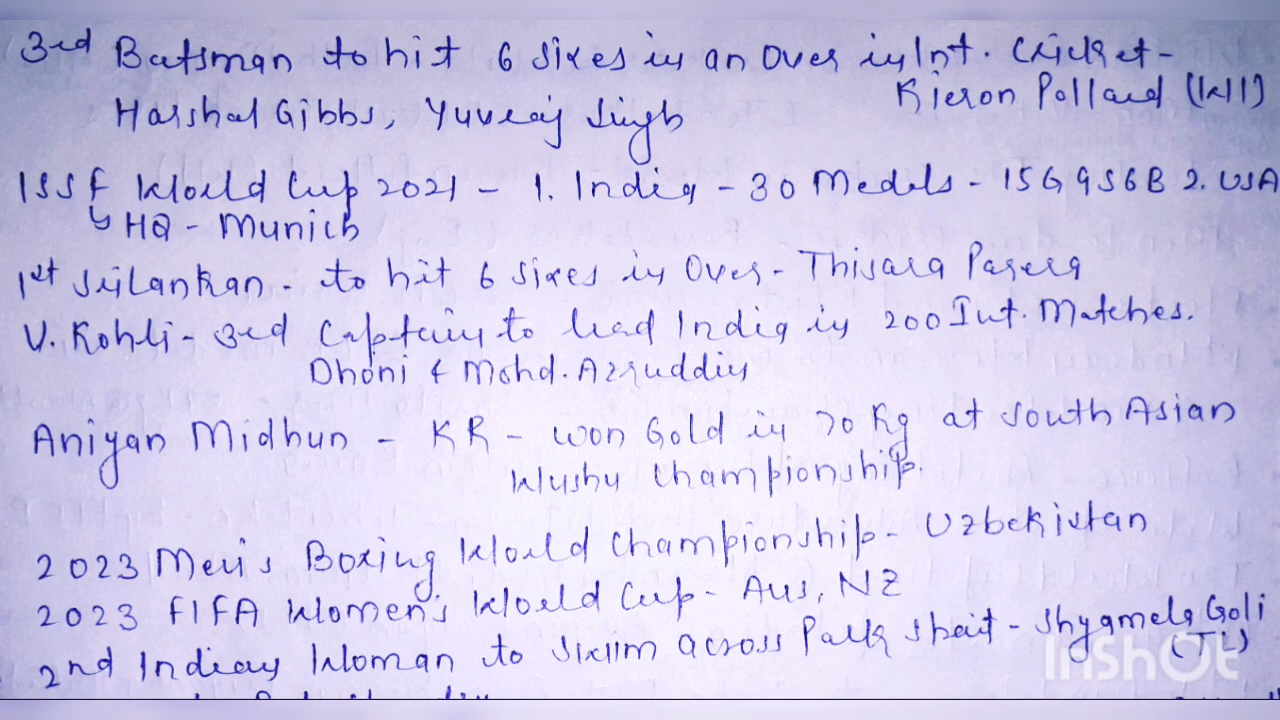 3rd Batsman to hit 6 Sixes in an Over in Int. Cricket -
Kieron Pollard (WI)
Harshal Gibbs, Yuvraj Singh
ISSF World Cup 2021 - 1. India - 30 Medals - 15G 9S 6B 2. USA
↳ HQ - Munich
1st Srilankan - to hit 6 Sixes in Over - Thisara Parera
V. Kohli - 3rd Captain to lead India in 200 Int. Matches.
Dhoni & Mohd. Azruddin
Aniyan Midhun - KR - won Gold in 70 Kg at South Asian
Wushu Championship.
2023 Men's Boxing World Championship - Uzbekistan
2023 FIFA Women's World Cup - Aus, NZ
2nd Indian Woman to Swim across Palk Strait - Shyamela Goli
(TL)
InShOt